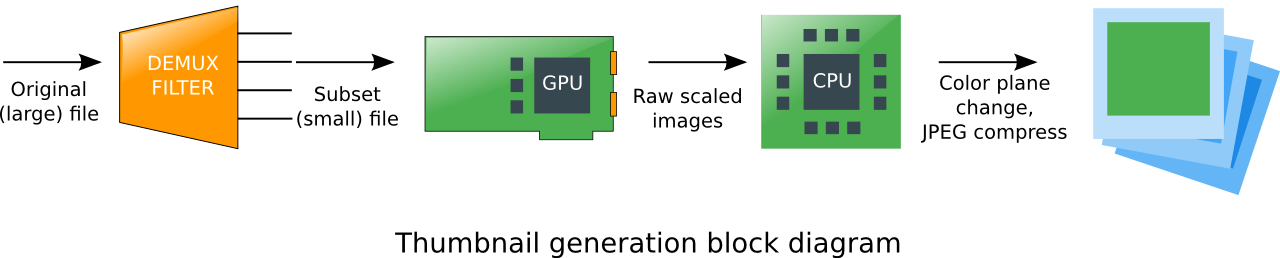 Original
(large) file
DEMUX
FILTER
Subset
(small) file
GPU
Raw scaled
images
CPU
Color plane
change,
JPEG compress
Thumbnail generation block diagram